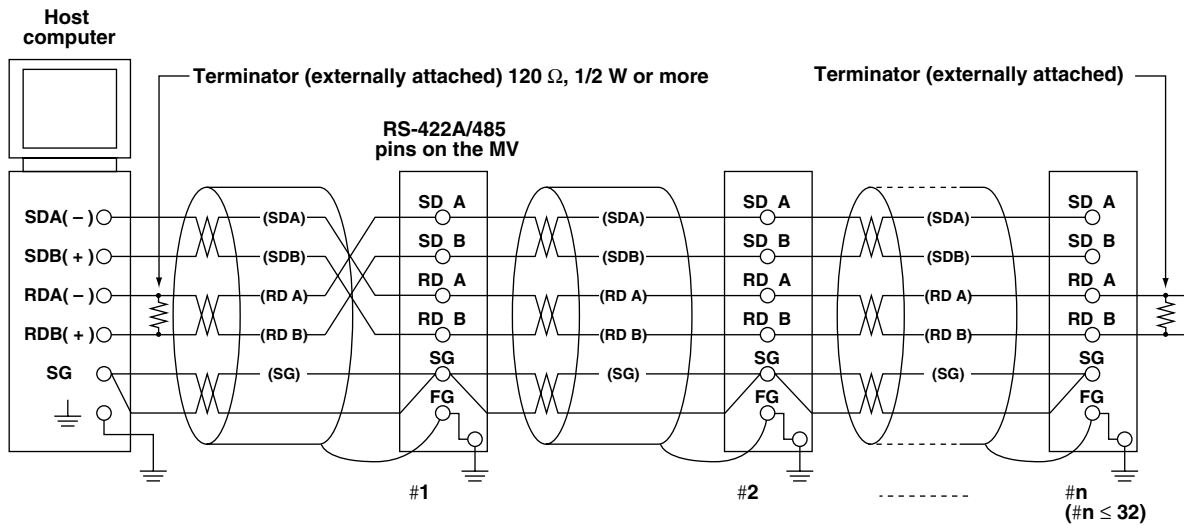 Host
computer
Terminator (externally attached) 120 Ω, 1/2 W or more
Terminator (externally attached)
RS-422A/485
pins on the MV
SDA( − )
(SDA)
SD A
(SDA)
SD A
(SDA)
SD A
SDB( + )
(SDB)
SD B
(SDB)
SD B
(SDB)
SD B
RDA( − )
(RD A)
RD A
(RD A)
RD A
(RD A)
RD A
RDB( + )
(RD B)
RD B
(RD B)
RD B
(RD B)
RD B
SG
(SG)
SG
(SG)
SG
(SG)
SG
FG
FG
FG
#1
#2
#n
(#n ≤ 32)